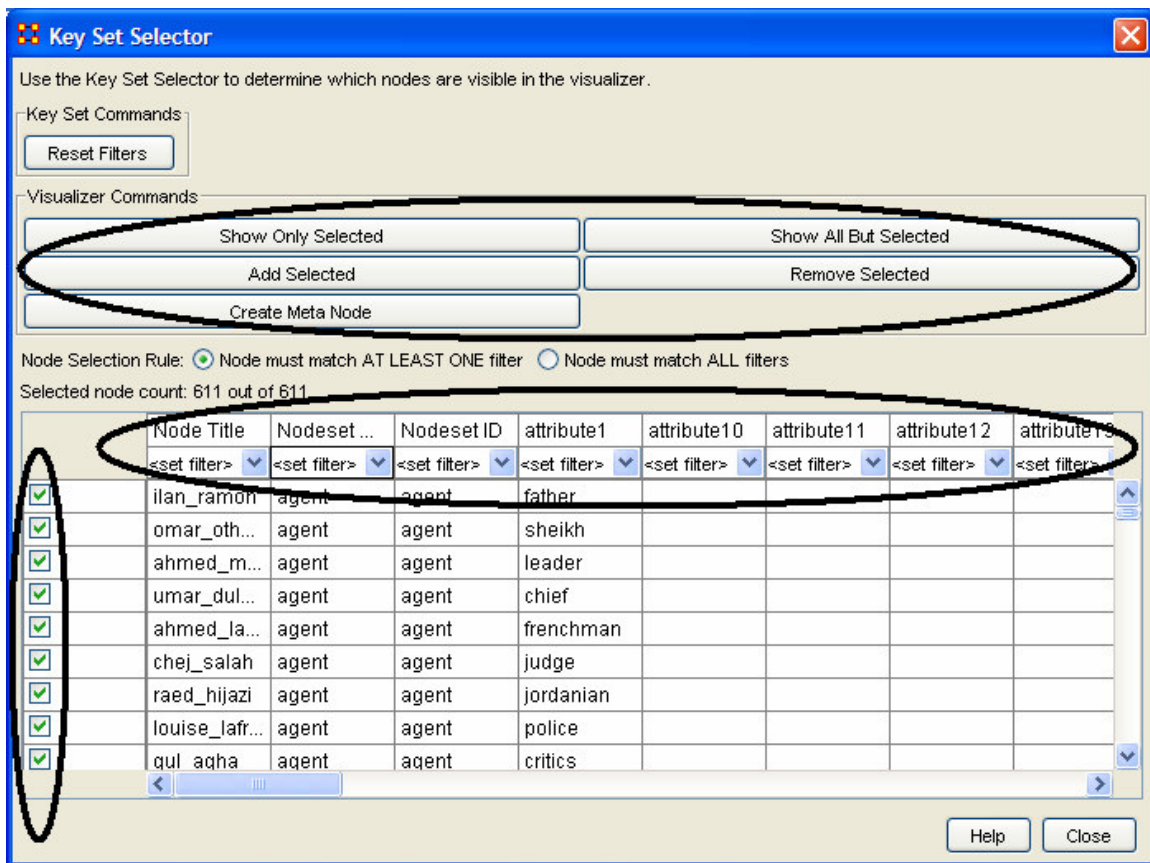 Key Set Selector
Use the Key Set Selector to determine which nodes are visible in the visualizer.
Key Set Commands
Reset Filters
Visualizer Commands
Show Only Selected Show All But Selected
Add Selected Remove Selected
Create Meta Node
Node Selection Rule: Node must match AT LEAST ONE filter Node must match ALL filters
Selected node count: 611 out of 611
Node Title Nodeset ... Nodeset ID attribute1 attribute10 attribute11 attribute12 attribute13
<set filter> <set filter> <set filter> <set filter> <set filter> <set filter> <set filter> <set filter>
ilan_ramon agent agent father
omar_oth... agent agent sheikh
ahmed_m... agent agent leader
umar_dul... agent agent chief
ahmed_la... agent agent frenchman
chej_salah agent agent judge
raed_hijazi agent agent jordanian
louise_lafr... agent agent police
gul_agha agent agent critics
Help Close